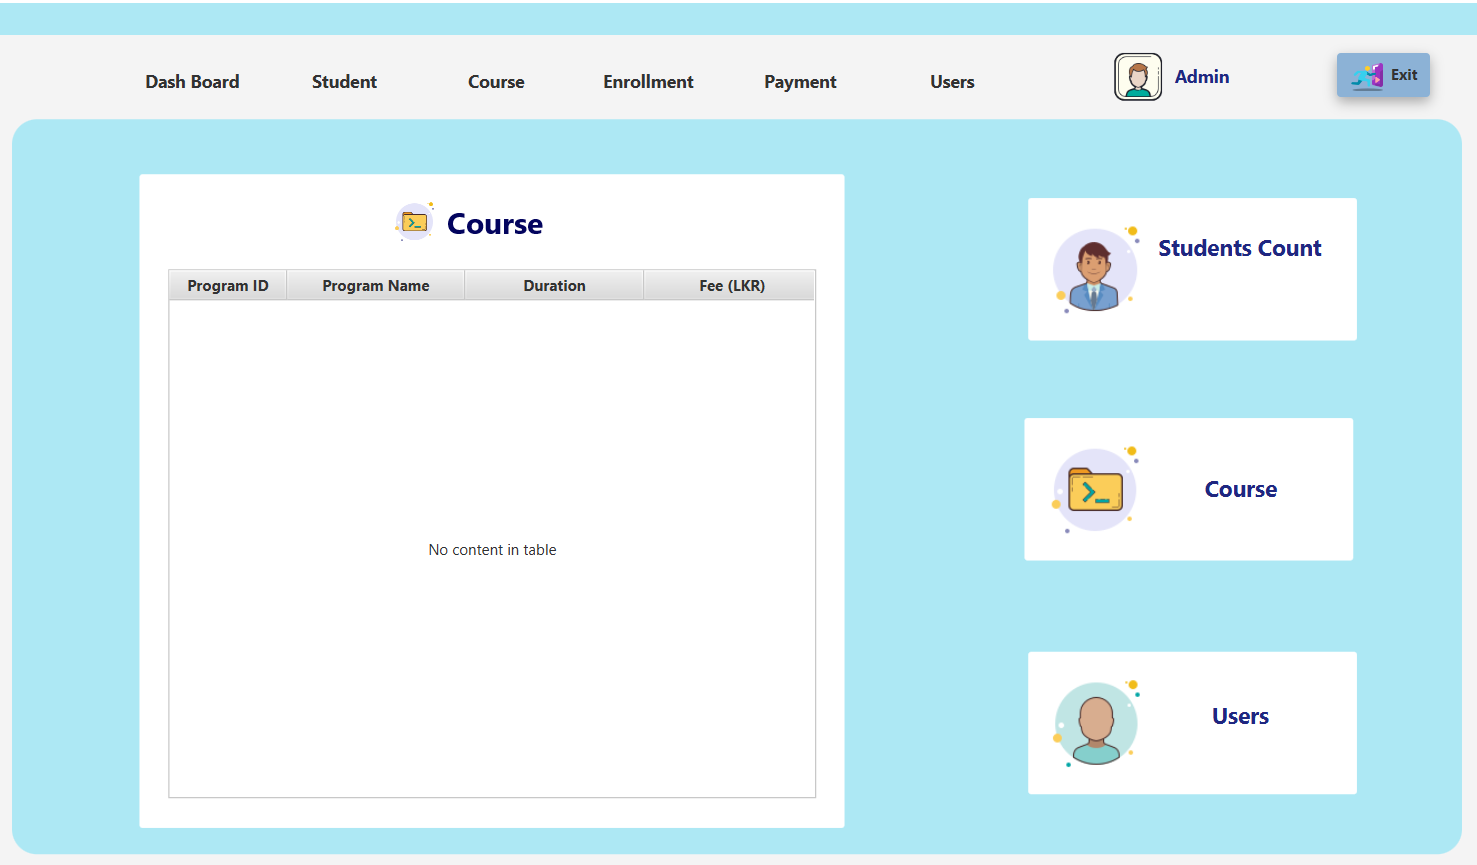 Dash Board Student Course Enrollment Payment Users Admin Exit
Course
Program ID Program Name Duration Fee (LKR)
No content in table
Students Count
Course
Users